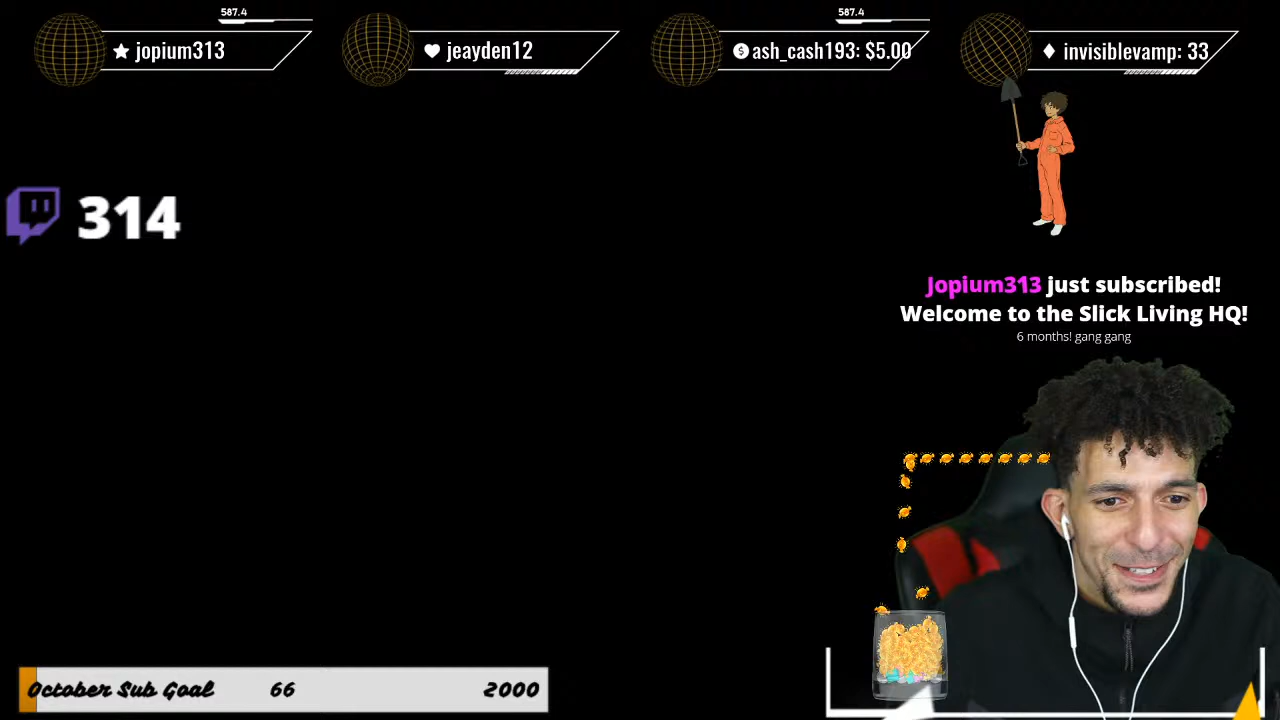 587.4
jopium313
jeayden12
587.4
ash_cash193: $5.00
invisiblevamp: 33
314
Jopium313 just subscribed!
Welcome to the Slick Living HQ!
6 months! gang gang
October Sub Goal 66 2000